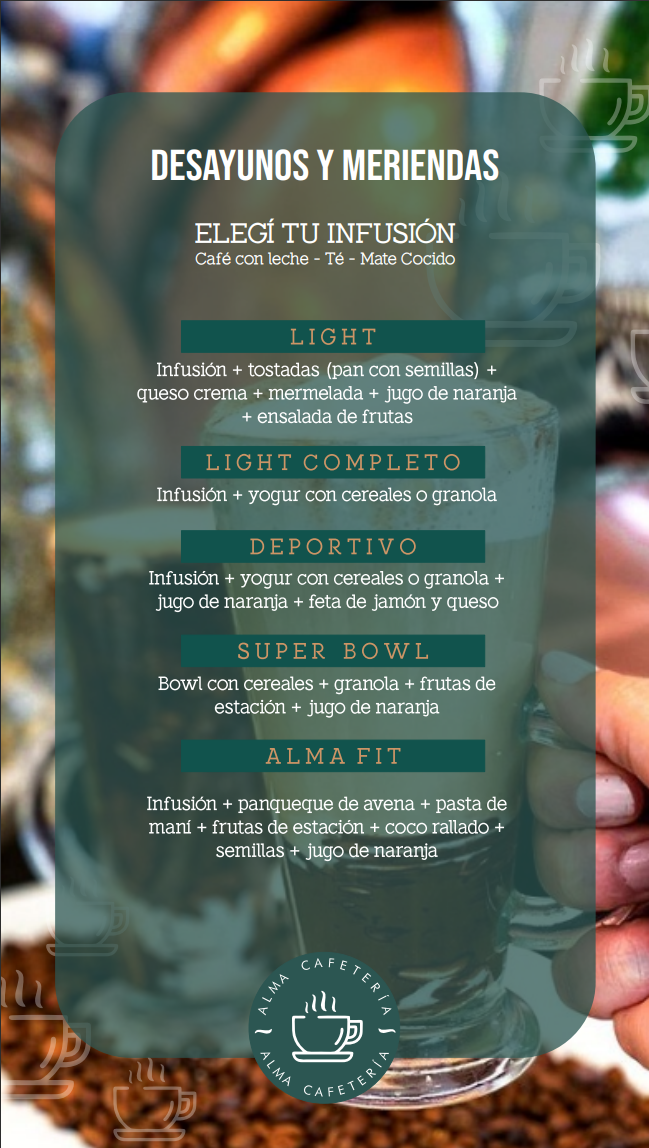 DESAYUNOS Y MERIENDAS
ELEGÍ TU INFUSIÓN
Café con leche - Té - Mate Cocido
LIGHT
Infusión + tostadas (pan con semillas) +
queso crema + mermelada + jugo de naranja
+ ensalada de frutas
LIGHT COMPLETO
Infusión + yogur con cereales o granola
DEPORTIVO
Infusión + yogur con cereales o granola +
jugo de naranja + feta de jamón y queso
SUPER BOWL
Bowl con cereales + granola + frutas de
estación + jugo de naranja
ALMA FIT
Infusión + panqueque de avena + pasta de
maní + frutas de estación + coco rallado +
semillas + jugo de naranja
ALMA CAFETERÍA
ALMA CAFETERÍA